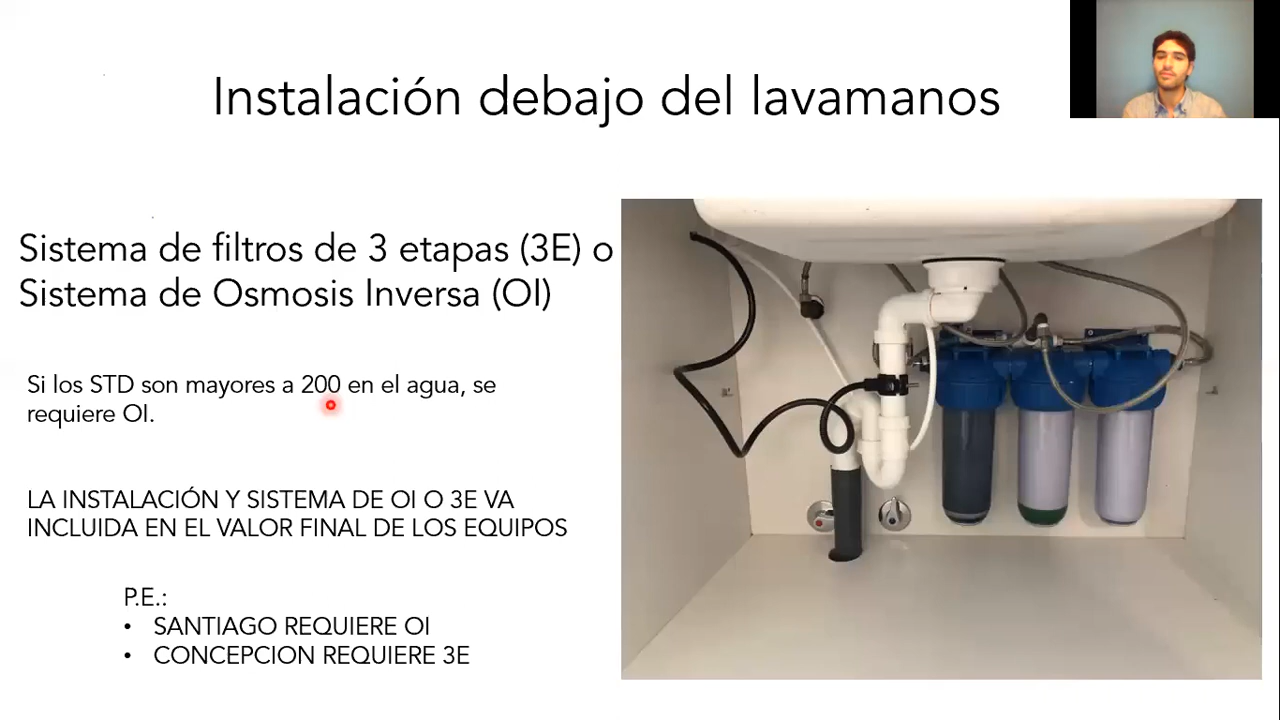 Instalación debajo del lavamanos
Sistema de filtros de 3 etapas (3E) o
Sistema de Osmosis Inversa (OI)
Si los STD son mayores a 200 en el agua, se
requiere OI.
LA INSTALACIÓN Y SISTEMA DE OI O 3E VA
INCLUIDA EN EL VALOR FINAL DE LOS EQUIPOS
P.E.:
• SANTIAGO REQUIERE OI
• CONCEPCION REQUIERE 3E